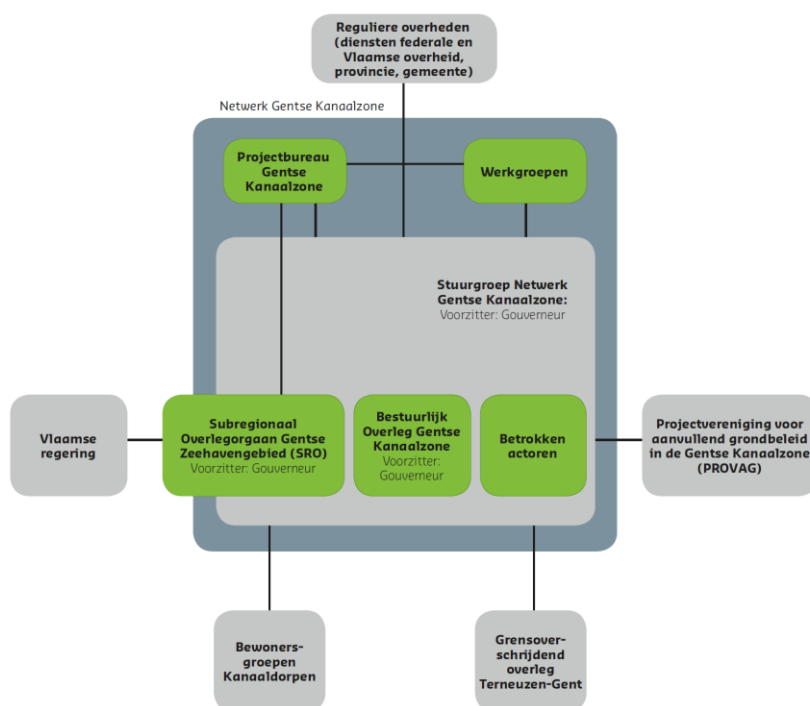 Reguliere overheden
(diensten federale en
Vlaamse overheid,
provincie, gemeente)
Netwerk Gentse Kanaalzone
Projectbureau
Gentse
Kanaalzone
Werkgroepen
Stuurgroep Netwerk
Gentse Kanaalzone:
Voorzitter: Gouverneur
Vlaamse
regering
Subregionaal
Overlegorgaan Gentse
Zeehavengebied (SRO)
Voorzitter: Gouverneur
Bestuurlijk
Overleg Gentse
Kanaalzone
Voorzitter:
Gouverneur
Betrokken
actoren
Projectvereniging voor
aanvullend grondbeleid
in de Gentse Kanaalzone
(PROVAG)
Bewoners-
groepen
Kanaaldorpen
Grensover-
schrijdend
overleg
Terneuzen-Gent